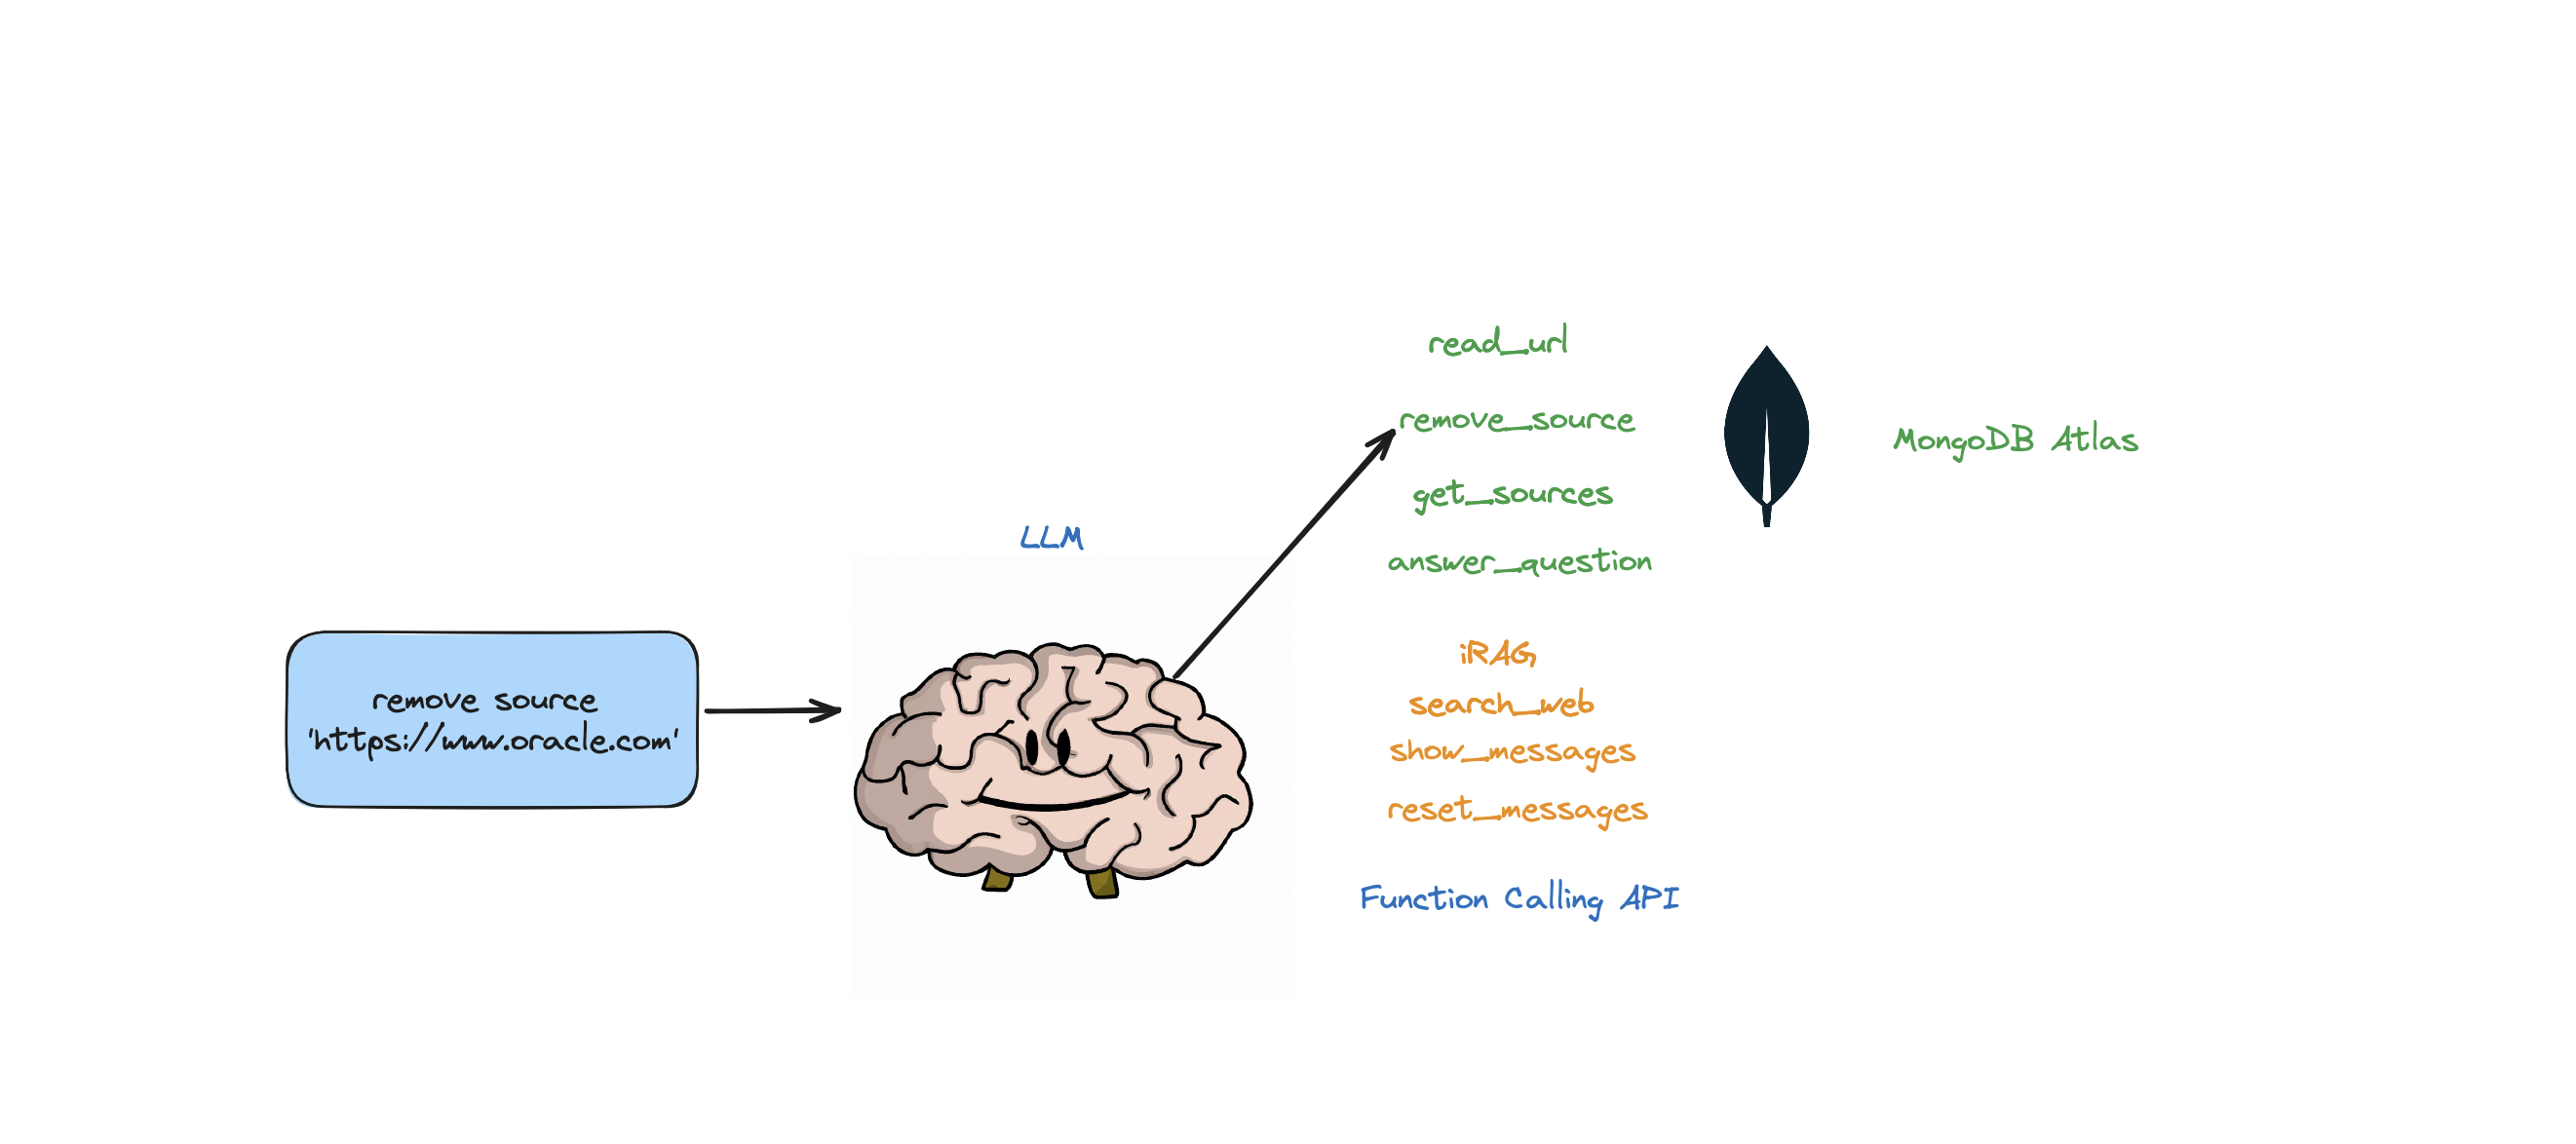 remove source
'https://www.oracle.com'
LLM
read_url
remove_source
get_sources
answer_question
iRAG
search_web
show_messages
reset_messages
Function Calling API
MongoDB Atlas